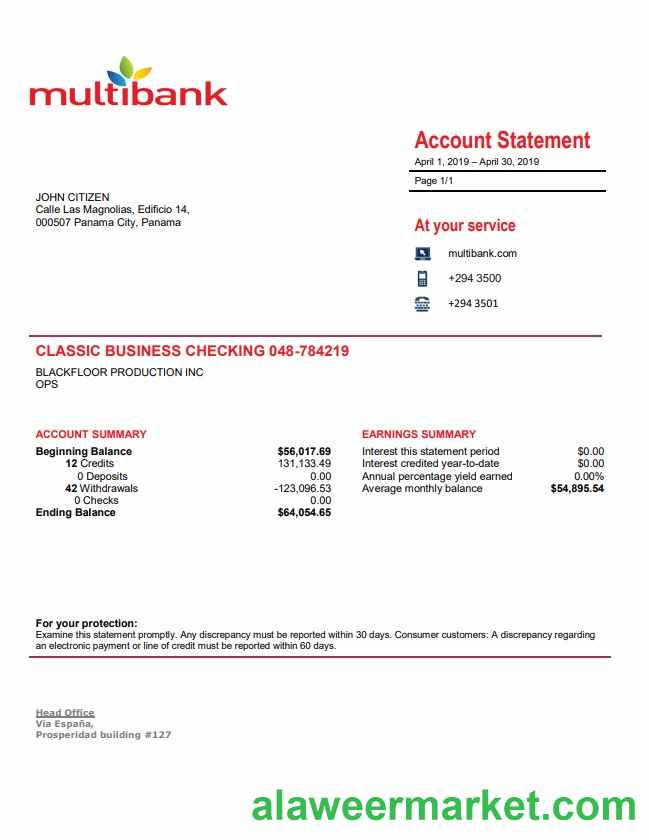 multibank
Account Statement
April 1, 2019 – April 30, 2019
Page 1/1
JOHN CITIZEN
Calle Las Magnolias, Edificio 14,
000507 Panama City, Panama
At your service
multibank.com
+294 3500
+294 3501
CLASSIC BUSINESS CHECKING 048-784219
BLACKFLOOR PRODUCTION INC
OPS
ACCOUNT SUMMARY
Beginning Balance $56,017.69
12 Credits 131,133.49
0 Deposits 0.00
42 Withdrawals -123,096.53
0 Checks 0.00
Ending Balance $64,054.65
EARNINGS SUMMARY
Interest this statement period $0.00
Interest credited year-to-date $0.00
Annual percentage yield earned 0.00%
Average monthly balance $54,895.54
For your protection:
Examine this statement promptly. Any discrepancy must be reported within 30 days. Consumer customers: A discrepancy regarding
an electronic payment or line of credit must be reported within 60 days.
Head Office
Via España,
Prosperidad building #127
alaweermarket.com